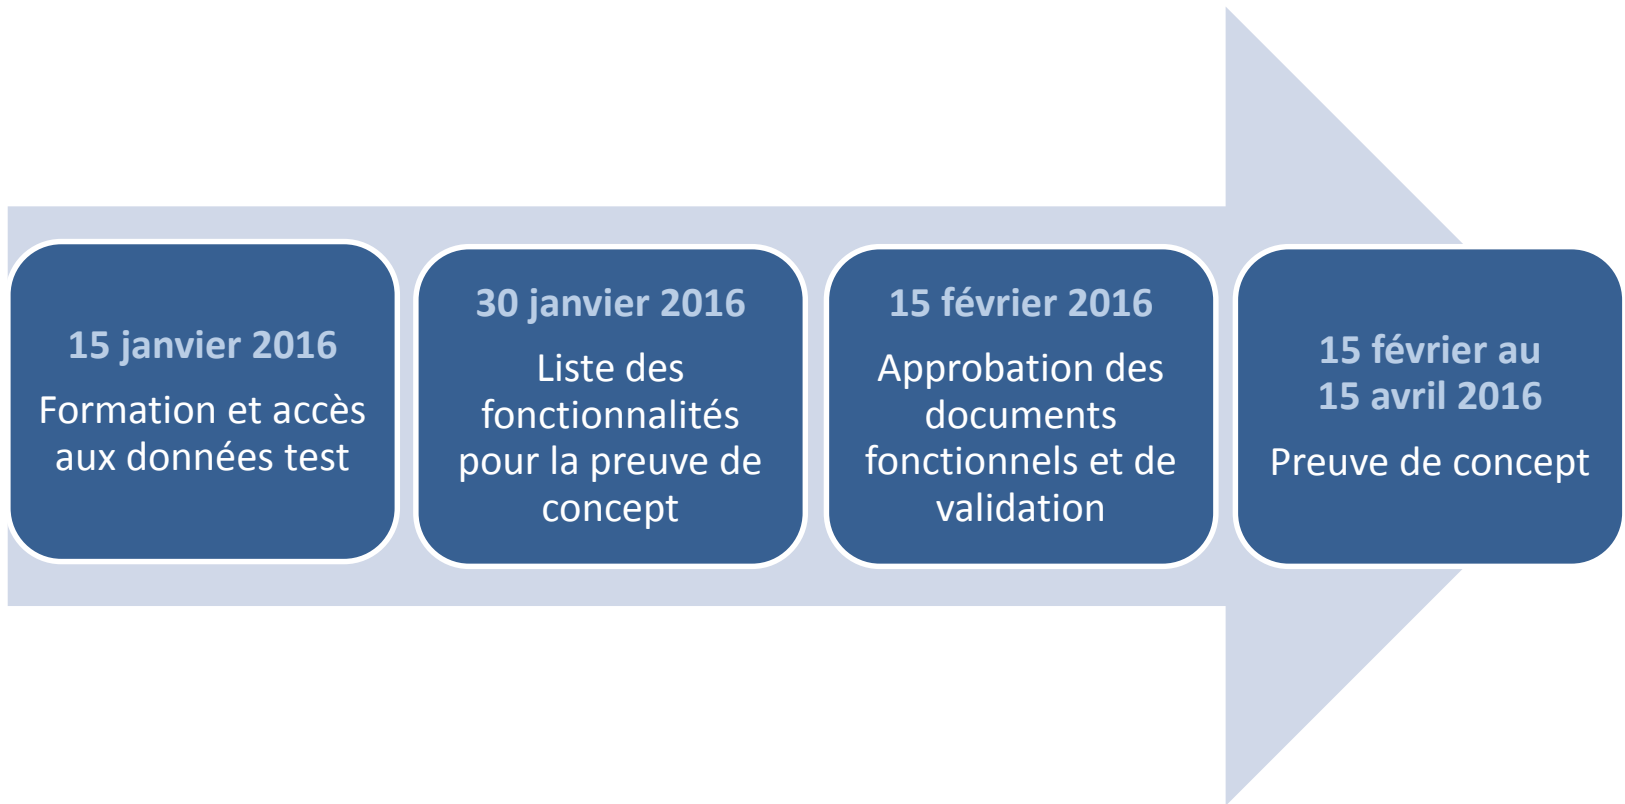 15 janvier 2016
Formation et accès
aux données test
30 janvier 2016
Liste des
fonctionnalités
pour la preuve de
concept
15 février 2016
Approbation des
documents
fonctionnels et de
validation
15 février au
15 avril 2016
Preuve de concept